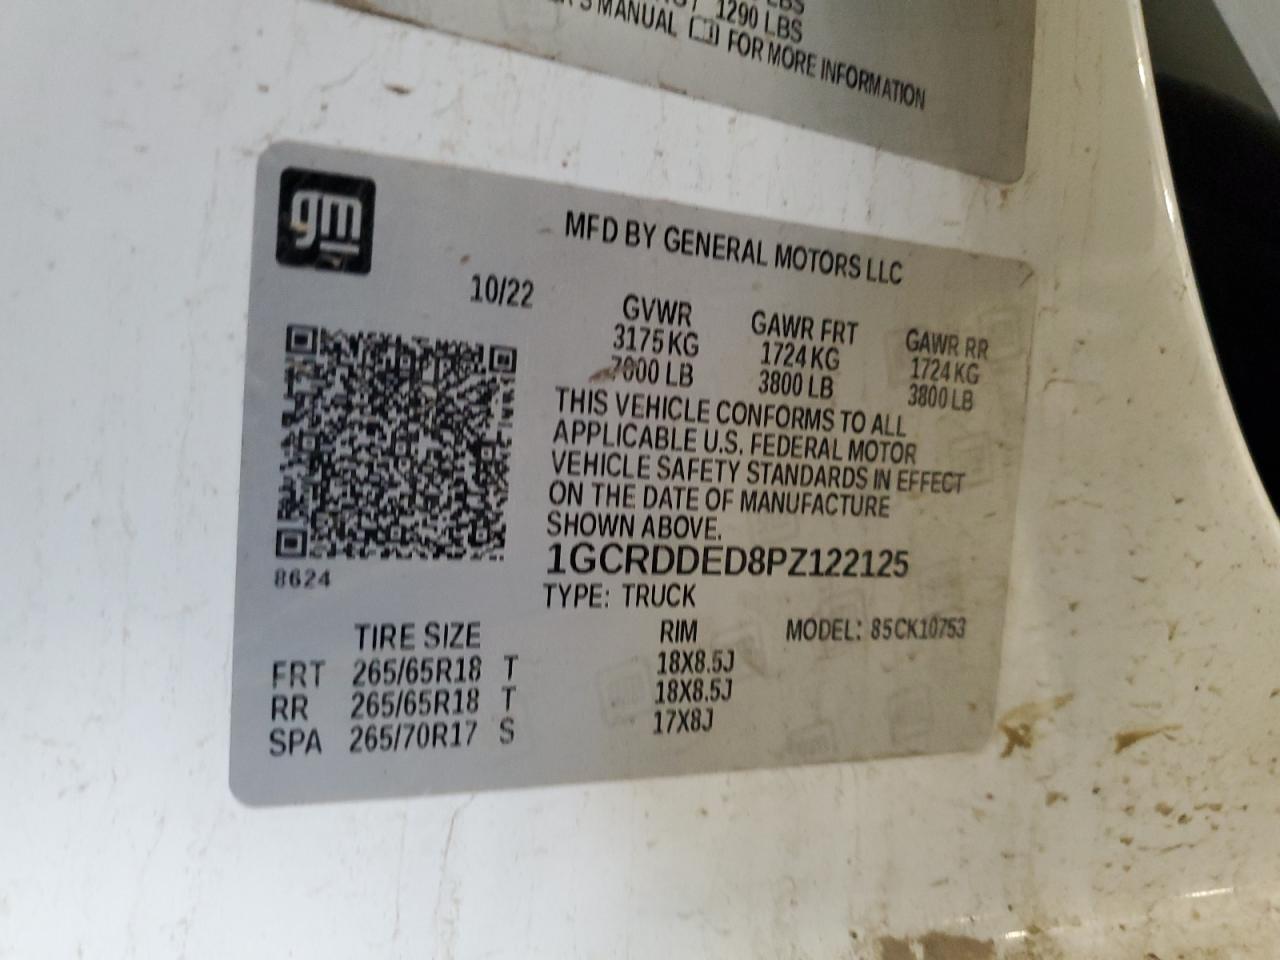 LBS
1290 LBS
'S MANUAL FOR MORE INFORMATION
gm
MFD BY GENERAL MOTORS LLC
10/22
GVWR GAWR FRT GAWR RR
3175 KG 1724 KG 1724 KG
7000 LB 3800 LB 3800 LB
THIS VEHICLE CONFORMS TO ALL
APPLICABLE U.S. FEDERAL MOTOR
VEHICLE SAFETY STANDARDS IN EFFECT
ON THE DATE OF MANUFACTURE
SHOWN ABOVE.
1GCRDDED8PZ122125
8624
TYPE: TRUCK
MODEL: 85CK10753
TIRE SIZE RIM
FRT 265/65R18 T 18X8.5J
RR 265/65R18 T 18X8.5J
SPA 265/70R17 S 17X8J